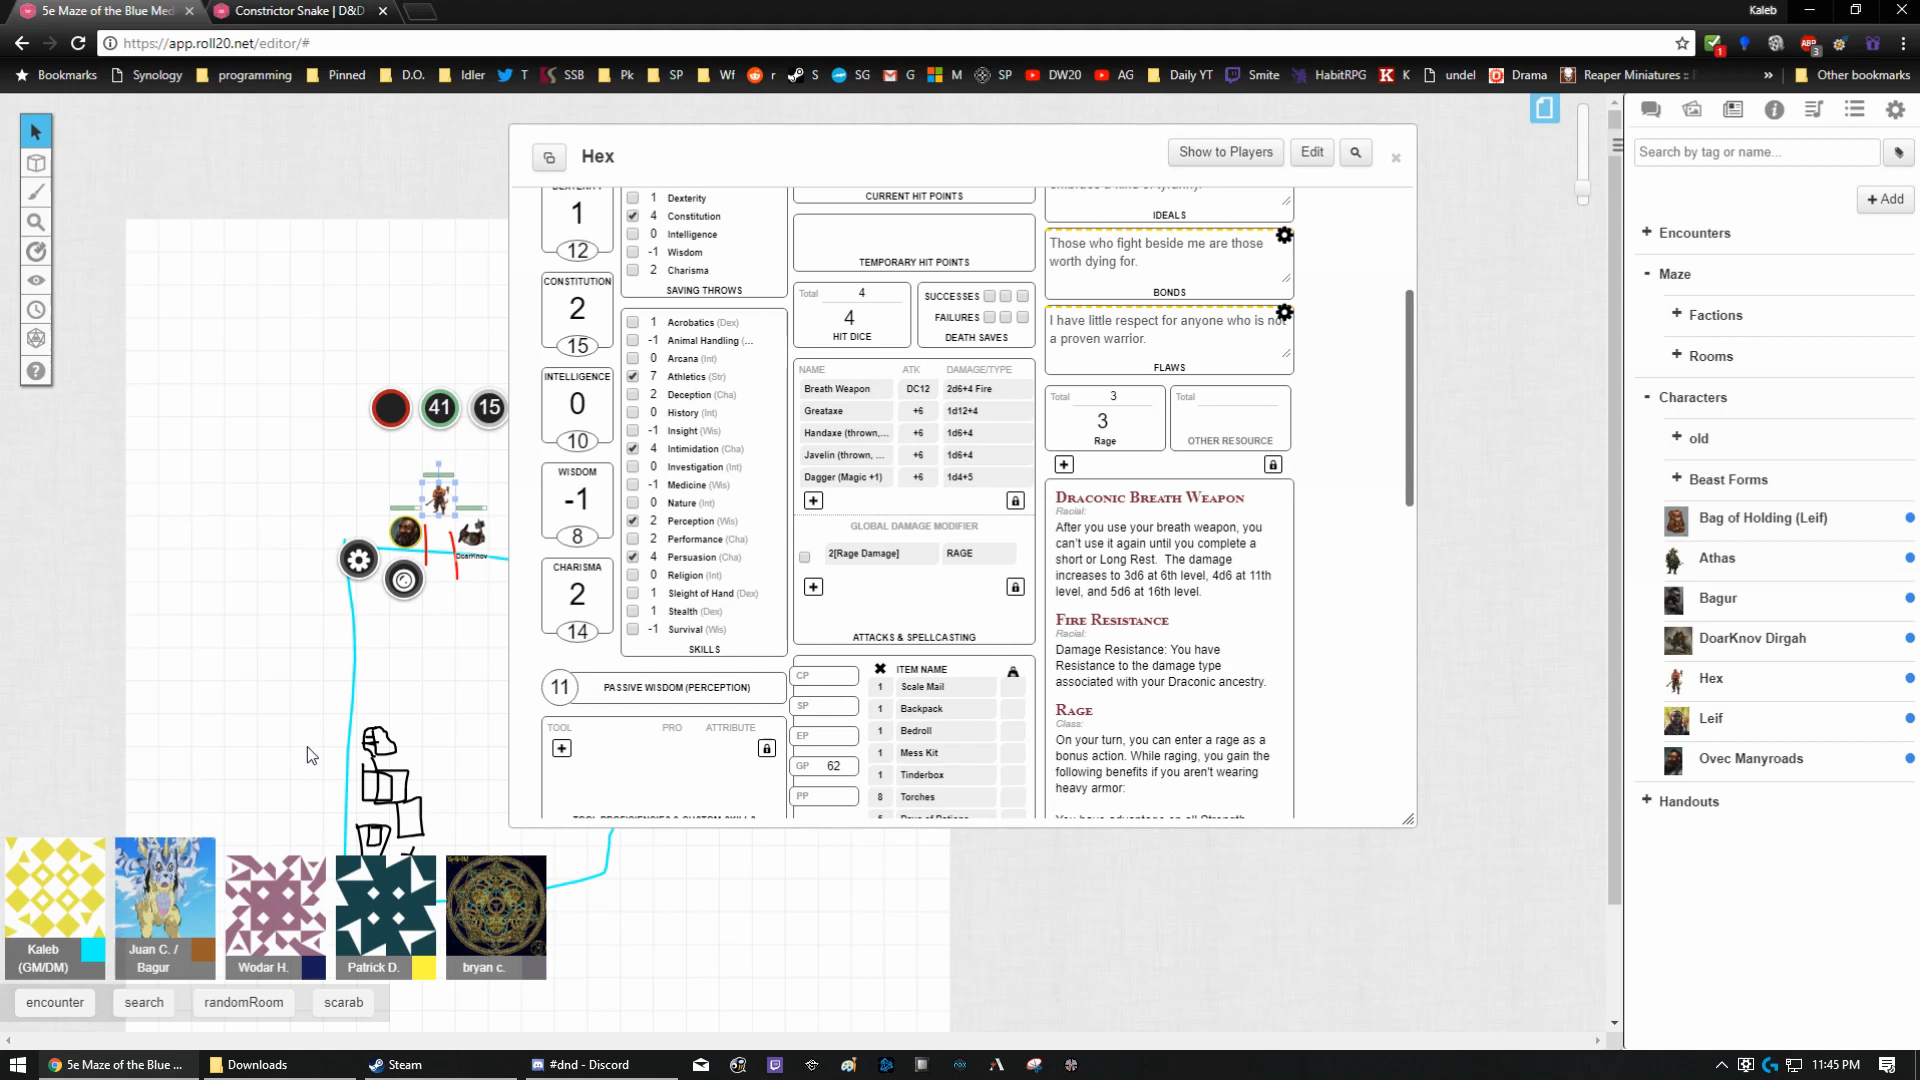 5e Maze of the Blue Med
Constrictor Snake | D&D
Kaleb
https://app.roll20.net/editor/#
Bookmarks
Synology
programming
Pinned
D.O.
Idler
T
SSB
Pk
SP
Wf
r
S
SG
G
M
SP
DW20
AG
Daily YT
Smite
HabitRPG
K
undel
Drama
Reaper Miniatures ::
»
Other bookmarks
Hex
Show to Players
Edit
1
12
CONSTITUTION
2
15
INTELLIGENCE
0
10
WISDOM
-1
8
CHARISMA
2
14
1 Dexterity
4 Constitution
0 Intelligence
-1 Wisdom
2 Charisma
SAVING THROWS
1 Acrobatics (Dex)
-1 Animal Handling (...
0 Arcana (Int)
7 Athletics (Str)
2 Deception (Cha)
0 History (Int)
-1 Insight (Wis)
4 Intimidation (Cha)
0 Investigation (Int)
-1 Medicine (Wis)
0 Nature (Int)
2 Perception (Wis)
2 Performance (Cha)
4 Persuasion (Cha)
0 Religion (Int)
1 Sleight of Hand (Dex)
1 Stealth (Dex)
-1 Survival (Wis)
SKILLS
11 PASSIVE WISDOM (PERCEPTION)
TOOL PRO ATTRIBUTE
CURRENT HIT POINTS
TEMPORARY HIT POINTS
Total 4
4
HIT DICE
SUCCESSES
FAILURES
DEATH SAVES
NAME ATK DAMAGE/TYPE
Breath Weapon DC12 2d6+4 Fire
Greataxe +6 1d12+4
Handaxe (thrown,... +6 1d6+4
Javelin (thrown, ... +6 1d6+4
Dagger (Magic +1) +6 1d4+5
GLOBAL DAMAGE MODIFIER
2[Rage Damage] RAGE
ATTACKS & SPELLCASTING
CP
SP
EP
GP 62
PP
ITEM NAME
1 Scale Mail
1 Backpack
1 Bedroll
1 Mess Kit
1 Tinderbox
8 Torches
IDEALS
Those who fight beside me are those
worth dying for.
BONDS
I have little respect for anyone who is not
a proven warrior.
FLAWS
Total 3
3
Rage
Total
OTHER RESOURCE
DRACONIC BREATH WEAPON
Racial:
After you use your breath weapon, you
can't use it again until you complete a
short or Long Rest. The damage
increases to 3d6 at 6th level, 4d6 at 11th
level, and 5d6 at 16th level.
FIRE RESISTANCE
Racial:
Damage Resistance: You have
Resistance to the damage type
associated with your Draconic ancestry.
RAGE
Class:
On your turn, you can enter a rage as a
bonus action. While raging, you gain the
following benefits if you aren't wearing
heavy armor:
41
15
DoarKnov
Kaleb
(GM/DM)
Juan C. /
Bagur
Wodar H.
Patrick D.
bryan c.
encounter
search
randomRoom
scarab
Search by tag or name...
+ Add
+ Encounters
- Maze
+ Factions
+ Rooms
- Characters
+ old
+ Beast Forms
Bag of Holding (Leif)
Athas
Bagur
DoarKnov Dirgah
Hex
Leif
Ovec Manyroads
+ Handouts
5e Maze of the Blue ...
Downloads
Steam
#dnd - Discord
11:45 PM